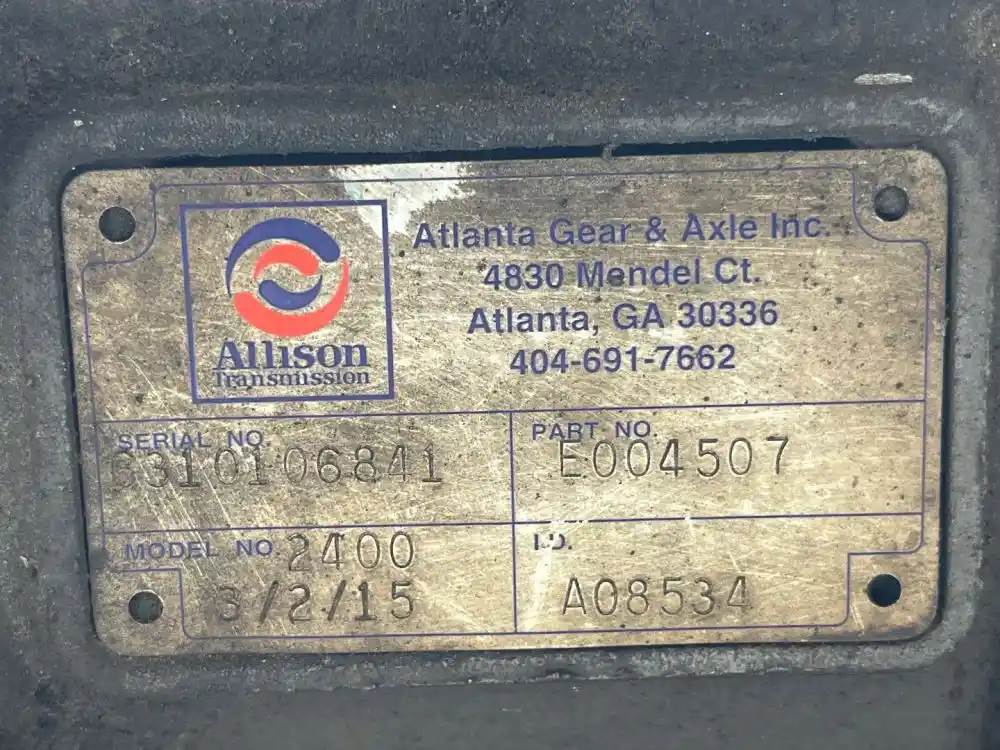 Atlanta Gear & Axle Inc.
4830 Mendel Ct.
Atlanta, GA 30336
404-691-7662
Allison
Transmission
SERIAL NO.
6310106841
PART NO.
E004507
MODEL NO. 2400
3/2/15
I.D.
A08534